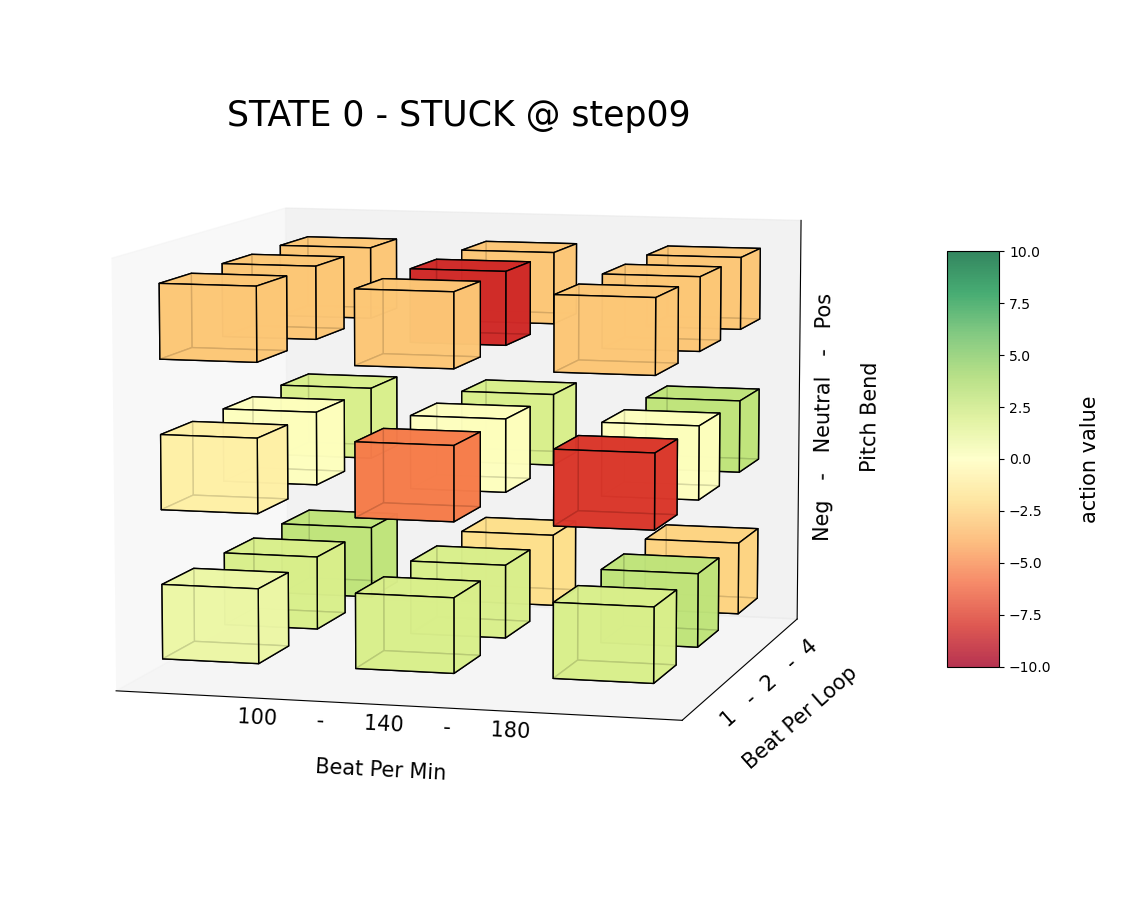 STATE 0 - STUCK @ step09
Neg - Neutral - Pos
Pitch Bend
1 - 2 - 4
Beat Per Loop
100 - 140 - 180
Beat Per Min
10.0
7.5
5.0
2.5
0.0
−2.5
−5.0
−7.5
−10.0
action value